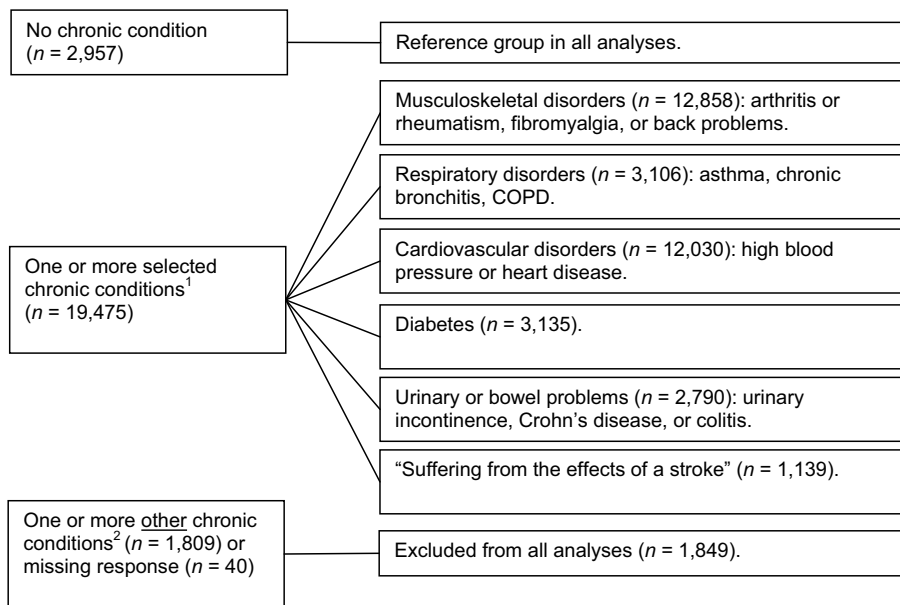 No chronic condition
(n = 2,957)
Reference group in all analyses.
Musculoskeletal disorders (n = 12,858): arthritis or
rheumatism, fibromyalgia, or back problems.
Respiratory disorders (n = 3,106): asthma, chronic
bronchitis, COPD.
Cardiovascular disorders (n = 12,030): high blood
pressure or heart disease.
One or more selected
chronic conditions¹
(n = 19,475)
Diabetes (n = 3,135).
Urinary or bowel problems (n = 2,790): urinary
incontinence, Crohn’s disease, or colitis.
“Suffering from the effects of a stroke” (n = 1,139).
One or more other chronic
conditions² (n = 1,809) or
missing response (n = 40)
Excluded from all analyses (n = 1,849).